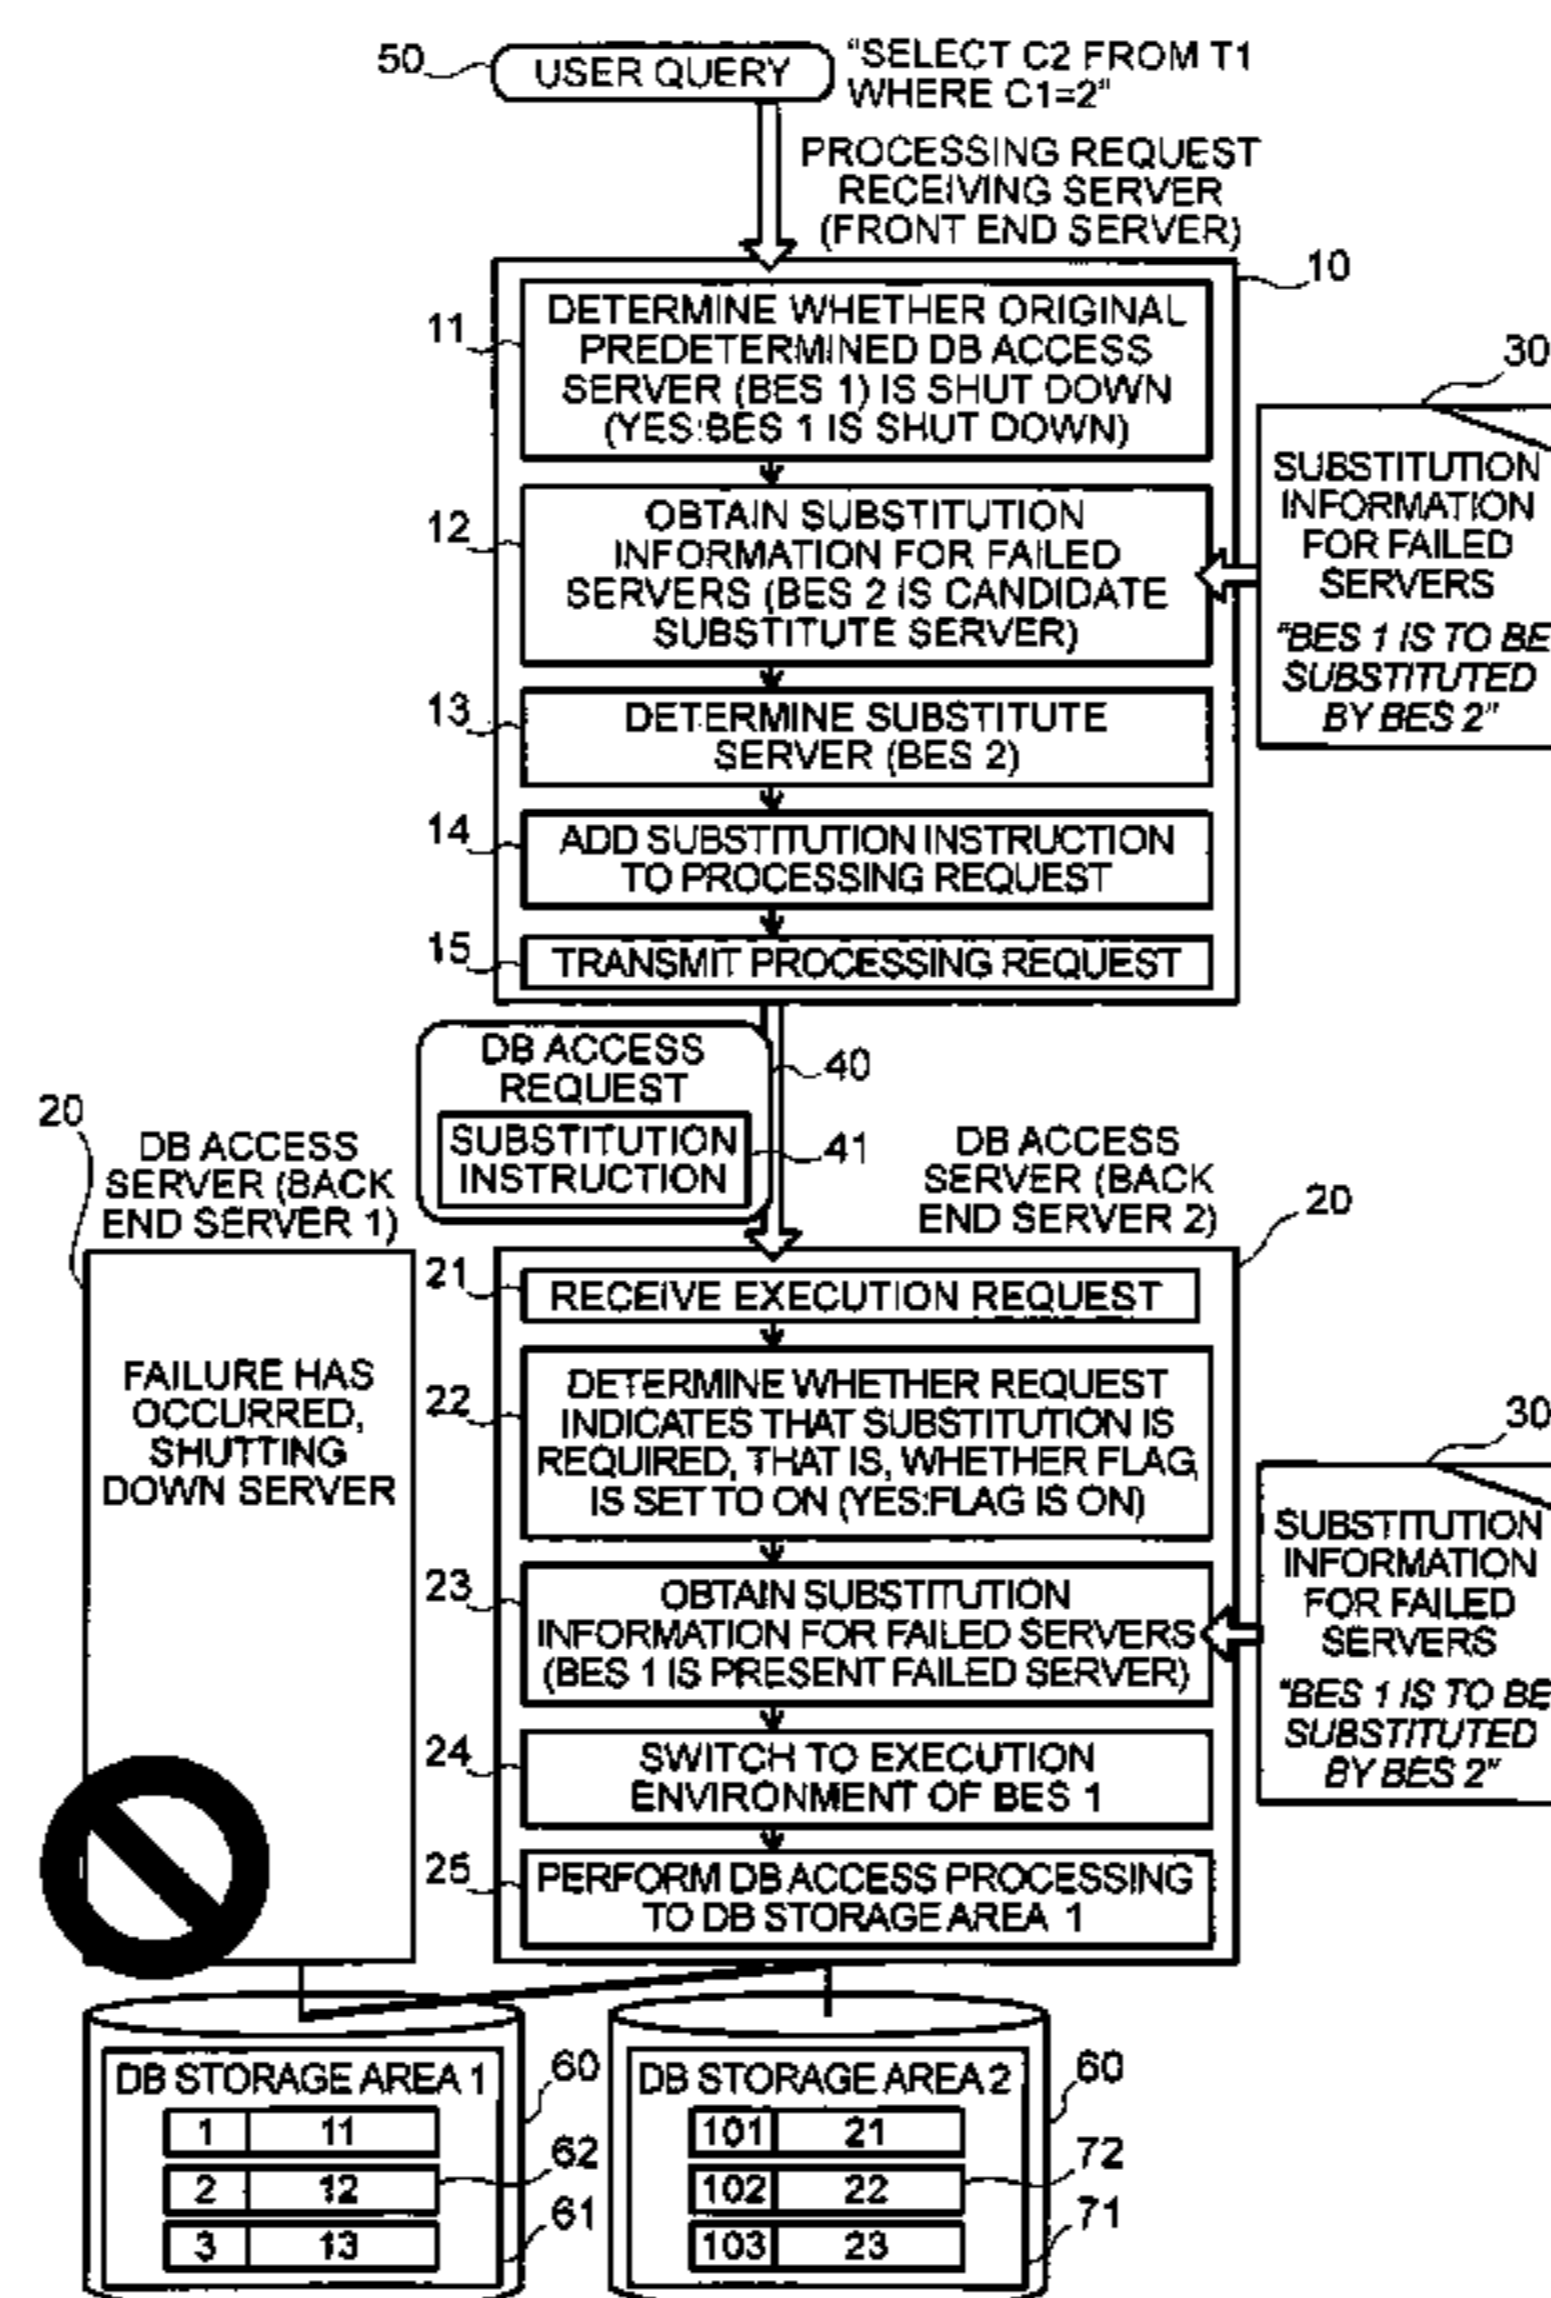 50
USER QUERY
"SELECT C2 FROM T1
WHERE C1=2"
PROCESSING REQUEST
RECEIVING SERVER
(FRONT END SERVER)
10
11
DETERMINE WHETHER ORIGINAL
PREDETERMINED DB ACCESS
SERVER (BES 1) IS SHUT DOWN
(YES:BES 1 IS SHUT DOWN)
30
SUBSTITUTION
INFORMATION
FOR FAILED
SERVERS
"BES 1 IS TO BE
SUBSTITUTED
BY BES 2"
12
OBTAIN SUBSTITUTION
INFORMATION FOR FAILED
SERVERS (BES 2 IS CANDIDATE
SUBSTITUTE SERVER)
13
DETERMINE SUBSTITUTE
SERVER (BES 2)
14
ADD SUBSTITUTION INSTRUCTION
TO PROCESSING REQUEST
15
TRANSMIT PROCESSING REQUEST
DB ACCESS
REQUEST
40
SUBSTITUTION
INSTRUCTION
41
20
DB ACCESS
SERVER (BACK
END SERVER 1)
FAILURE HAS
OCCURRED,
SHUTTING
DOWN SERVER
DB ACCESS
SERVER (BACK
END SERVER 2)
20
21
RECEIVE EXECUTION REQUEST
22
DETERMINE WHETHER REQUEST
INDICATES THAT SUBSTITUTION IS
REQUIRED, THAT IS, WHETHER FLAG
IS SET TO ON (YES:FLAG IS ON)
30
SUBSTITUTION
INFORMATION
FOR FAILED
SERVERS
"BES 1 IS TO BE
SUBSTITUTED
BY BES 2"
23
OBTAIN SUBSTITUTION
INFORMATION FOR FAILED SERVERS
(BES 1 IS PRESENT FAILED SERVER)
24
SWITCH TO EXECUTION
ENVIRONMENT OF BES 1
25
PERFORM DB ACCESS PROCESSING
TO DB STORAGE AREA 1
DB STORAGE AREA 1
60
1 11
2 12
62
3 13
61
DB STORAGE AREA 2
60
101 21
102 22
72
103 23
71